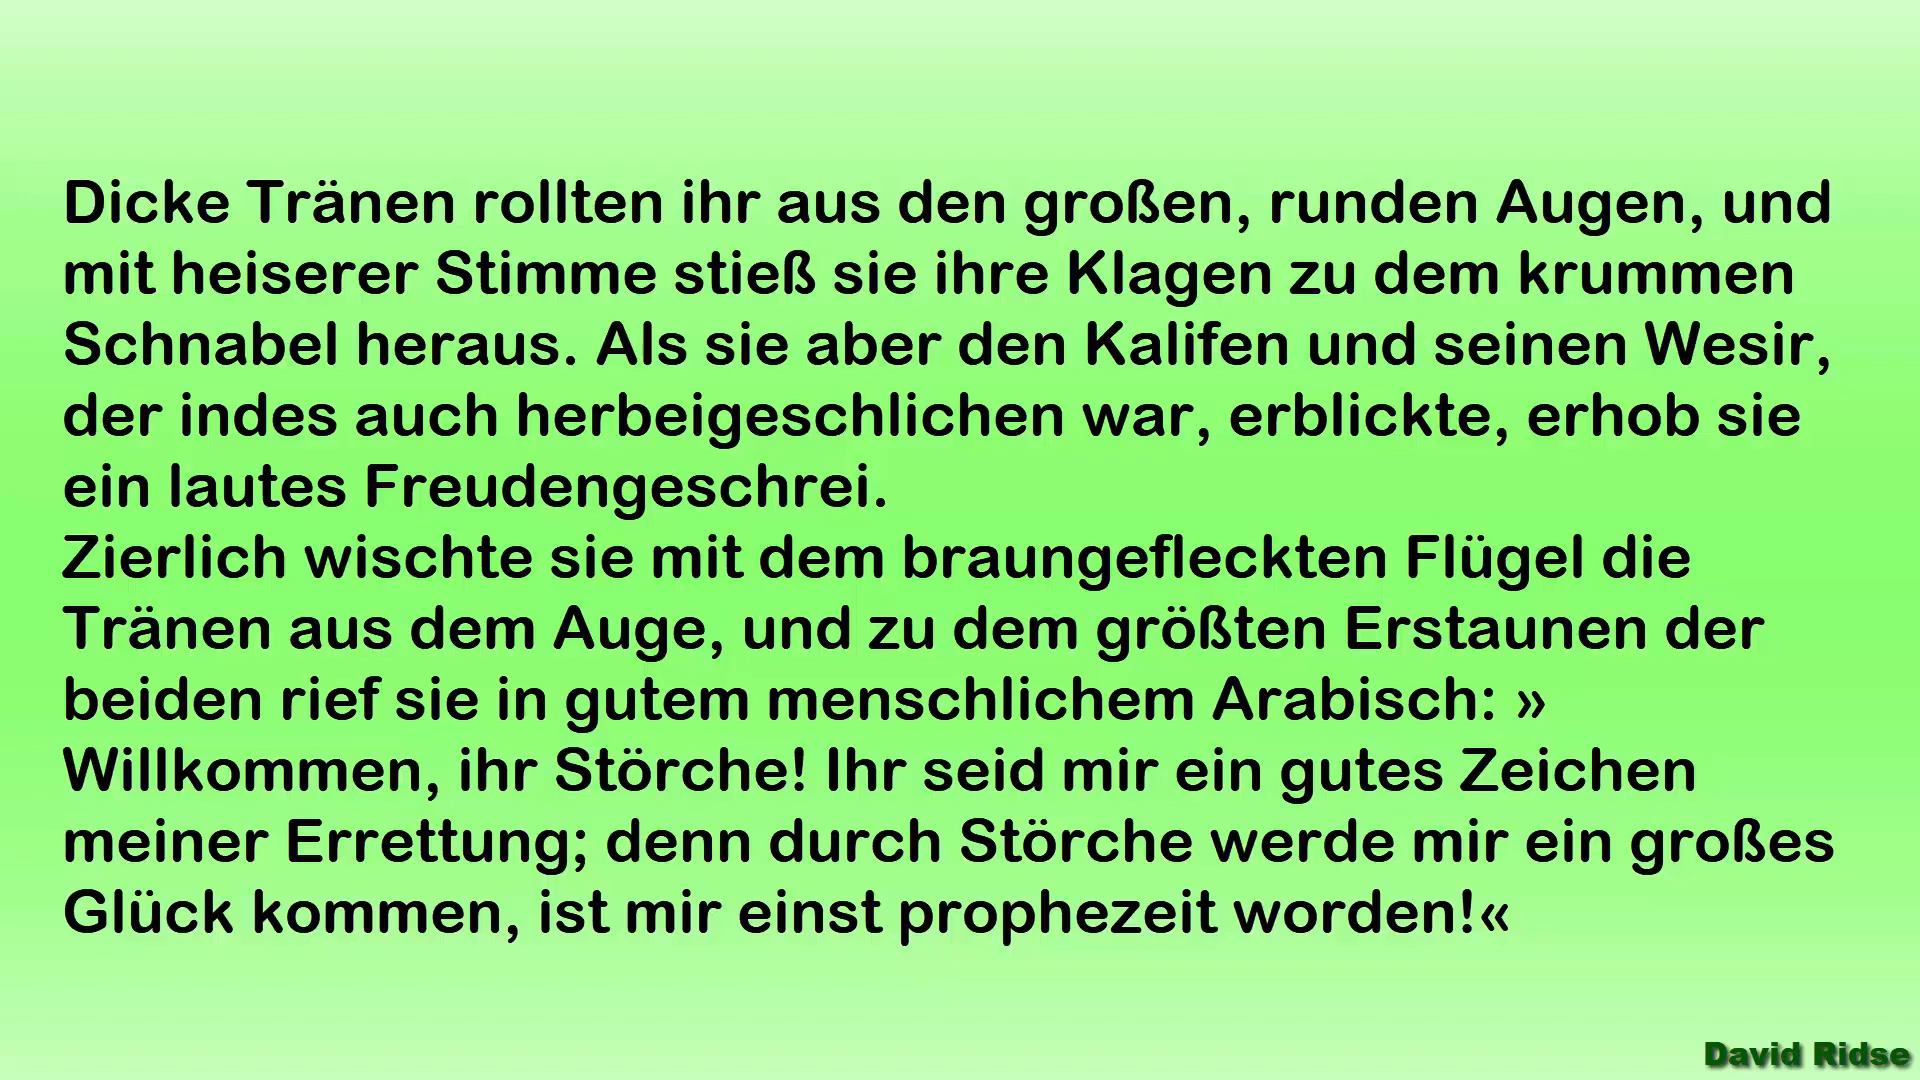 Dicke Tränen rollten ihr aus den großen, runden Augen, und
mit heiserer Stimme stieß sie ihre Klagen zu dem krummen
Schnabel heraus. Als sie aber den Kalifen und seinen Wesir,
der indes auch herbeigeschlichen war, erblickte, erhob sie
ein lautes Freudengeschrei.
Zierlich wischte sie mit dem braungefleckten Flügel die
Tränen aus dem Auge, und zu dem größten Erstaunen der
beiden rief sie in gutem menschlichem Arabisch: »
Willkommen, ihr Störche! Ihr seid mir ein gutes Zeichen
meiner Errettung; denn durch Störche werde mir ein großes
Glück kommen, ist mir einst prophezeit worden!«
David Ridse